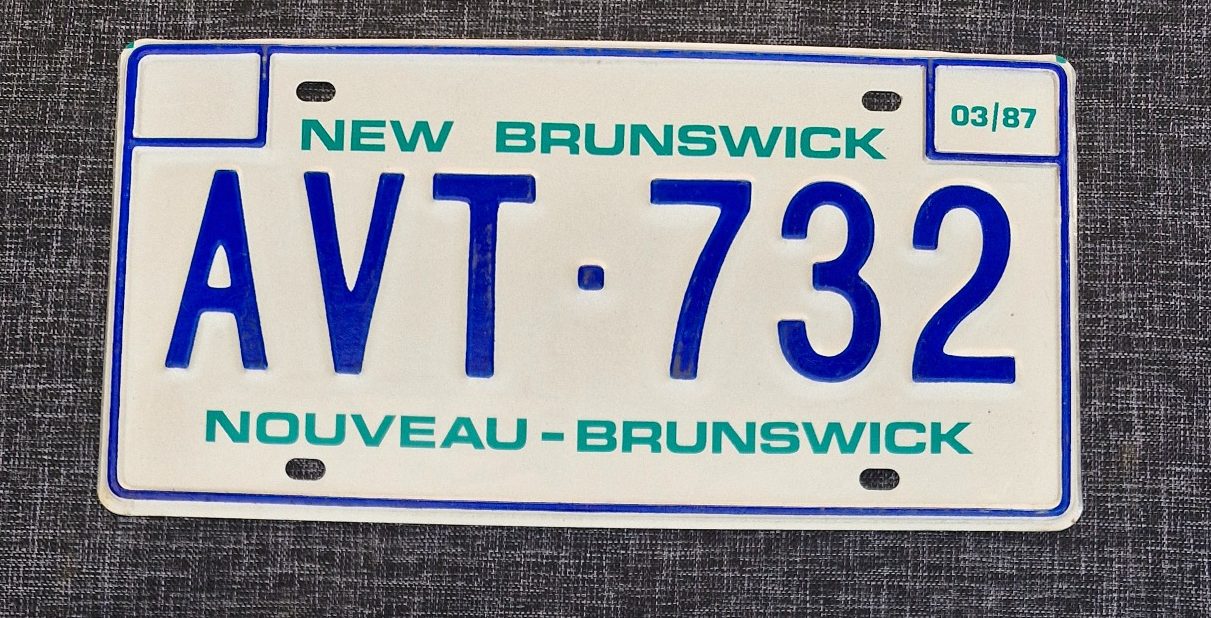 03/87
NEW BRUNSWICK
AVT·732
NOUVEAU-BRUNSWICK